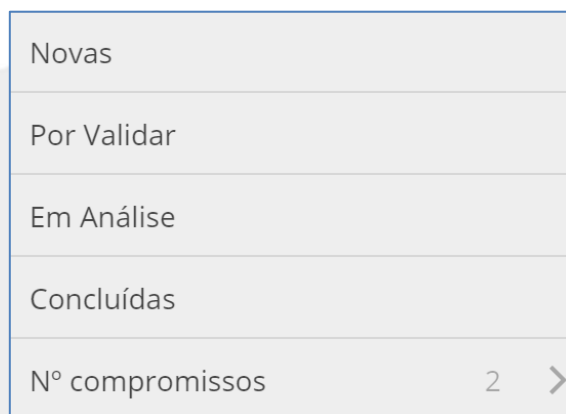 Novas
Por Validar
Em Análise
Concluídas
Nº compromissos 2